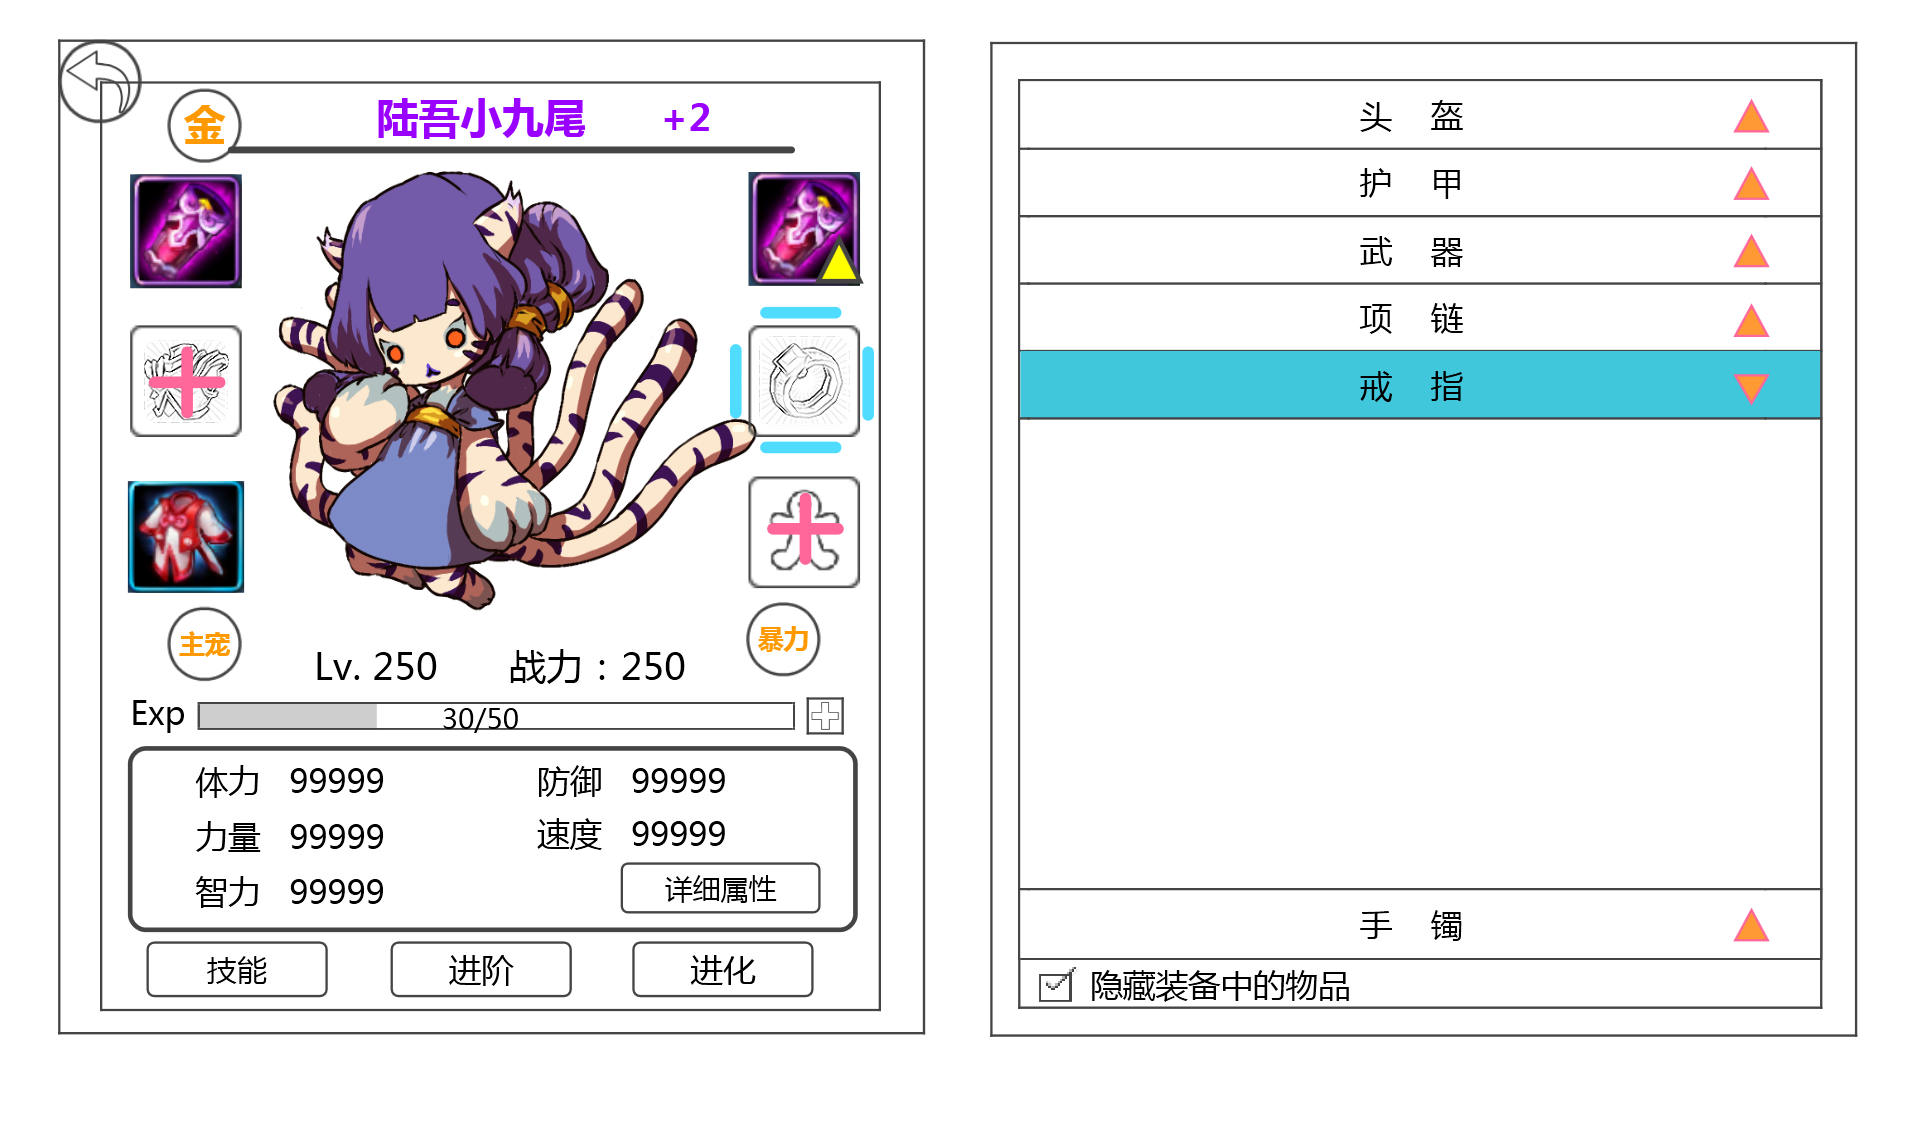 金
陆吾小九尾 +2
主宠
暴力
Lv. 250 战力：250
Exp 30/50
体力 99999 防御 99999
力量 99999 速度 99999
智力 99999 详细属性
技能 进阶 进化
头 盔
护 甲
武 器
项 链
戒 指
手 镯
隐藏装备中的物品